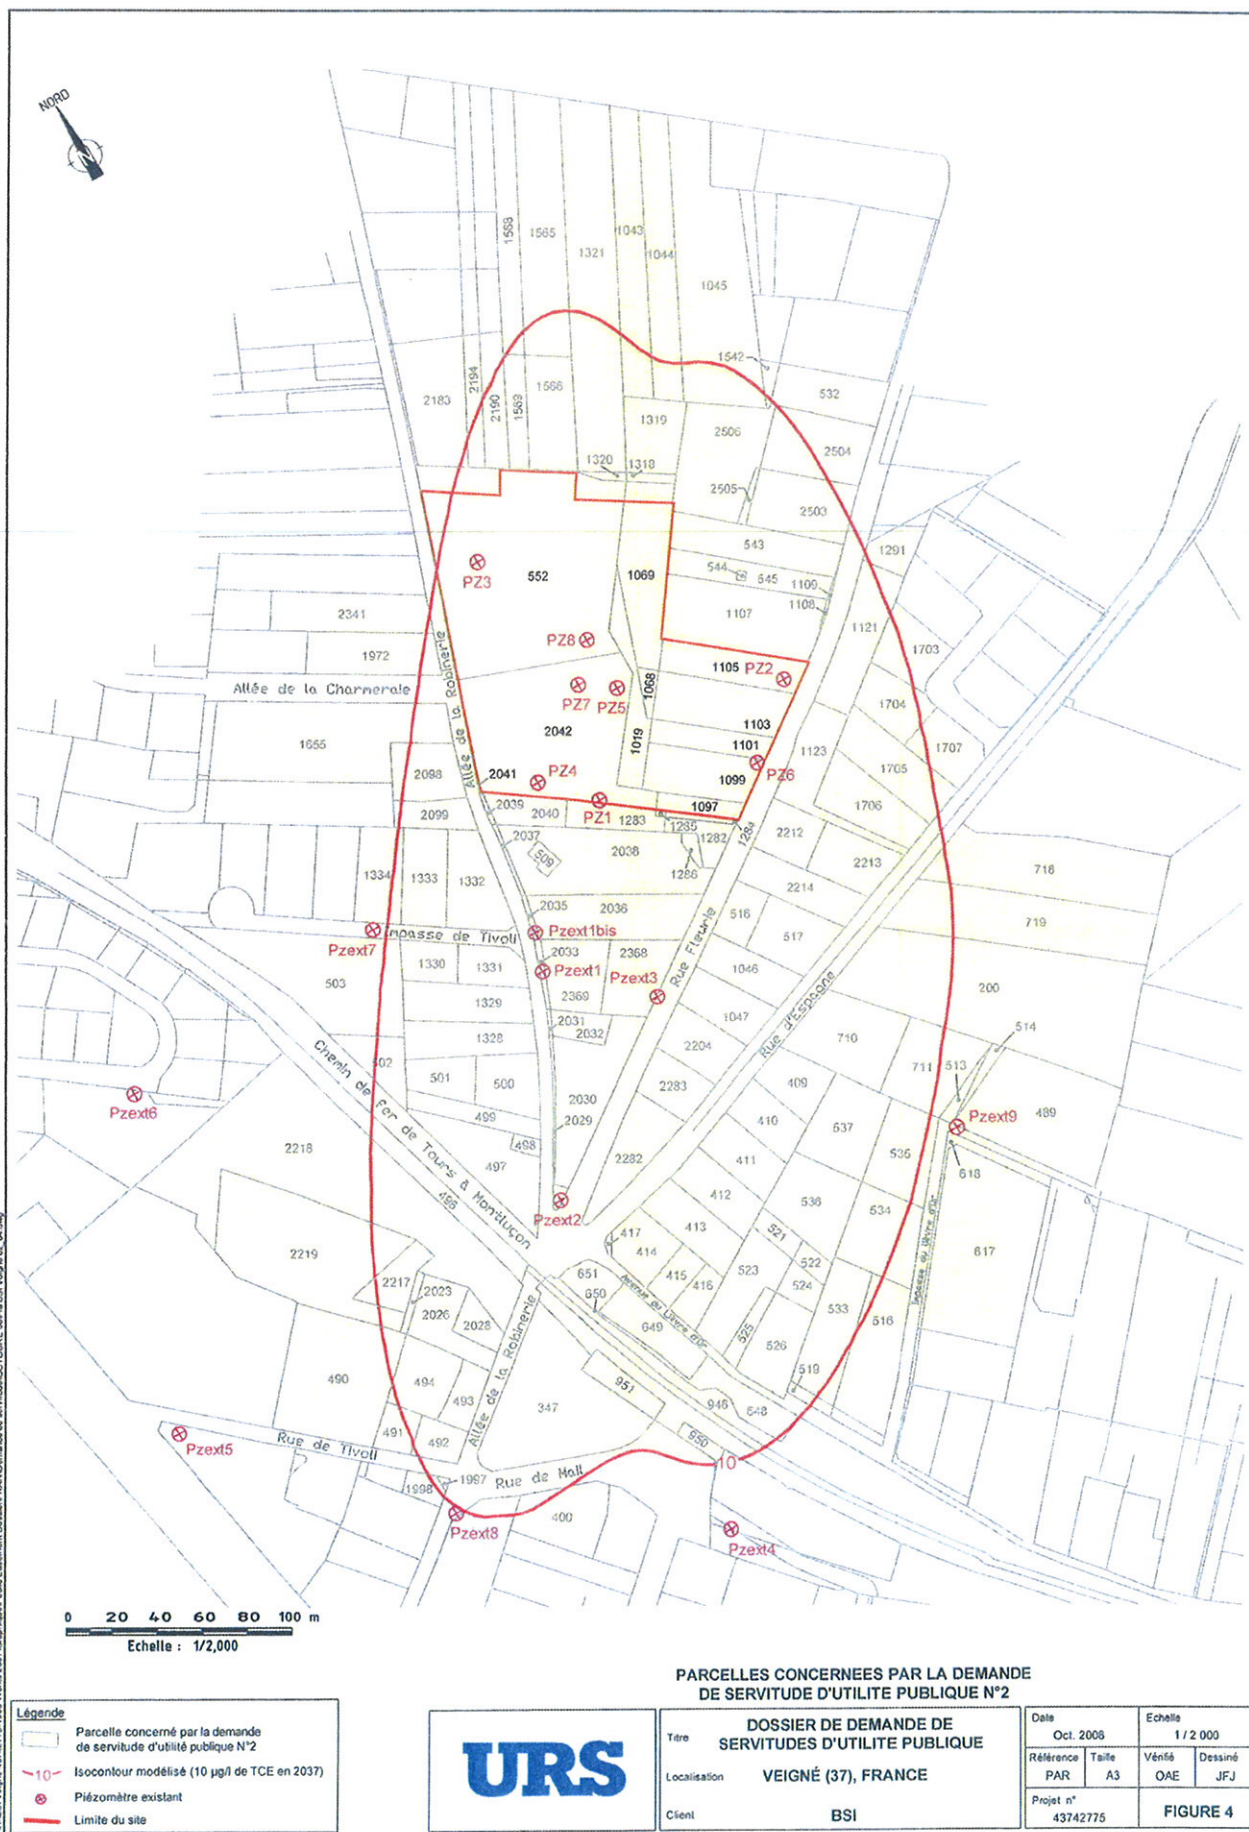 NORD
1568
1565
1321
1043
1044
1045
1542
532
2183
2194
2190
1569
1566
1319
2506
2504
1320
1318
2505
2503
543
1291
PZ3
552
1069
544
545
1109
1108
1107
1121
2341
1972
PZ8
1703
Allée de la Charmeraie
Allée de la Robinerie
1105
PZ2
PZ7
PZ5
1068
1704
1655
2042
1019
1103
1101
1123
1707
2098
2041
PZ4
1099
PZ6
1705
2099
2039
2040
PZ1
1283
1097
1706
2037
1285
1282
1284
2212
509
2038
1286
2213
718
1334
1333
1332
2214
2035
2036
516
719
Pzext7
Impasse de Tivoli
Pzext1bis
517
2033
2368
Rue Fleurie
1330
1331
Pzext1
Pzext3
1046
503
200
1329
2369
1047
Rue d'Espagne
2031
2032
710
514
1328
2204
502
711
513
Chemin de Fer de Tours à Montluçon
501
500
2283
409
489
Pzext6
2030
499
410
Pzext9
2029
537
498
535
2218
497
2282
411
618
496
412
536
Pzext2
534
417
413
521
Impasse du Lièvre d'Or
2219
414
522
617
651
415
523
2217
416
524
2023
650
Avenue du Lièvre d'Or
533
2026
516
2028
649
525
526
Allée de la Robinerie
490
494
519
951
493
347
946
648
491
492
950
Pzext5
Rue de Tivoli
10
1997
Rue de Mall
1998
Pzext8
400
Pzext4
0 20 40 60 80 100 m
Echelle : 1/2,000
PARCELLES CONCERNEES PAR LA DEMANDE
DE SERVITUDE D'UTILITE PUBLIQUE N°2
Légende
Parcelle concerné par la demande
de servitude d'utilité publique N°2
10 Isocontour modélisé (10 µg/l de TCE en 2037)
Piézomètre existant
Limite du site
URS
Titre
DOSSIER DE DEMANDE DE
SERVITUDES D'UTILITE PUBLIQUE
Localisation VEIGNÉ (37), FRANCE
Client BSI
Date Echelle
Oct. 2008 1 / 2 000
Référence Taille Vérifié Dessiné
PAR A3 OAE JFJ
Projet n°
43742775
FIGURE 4